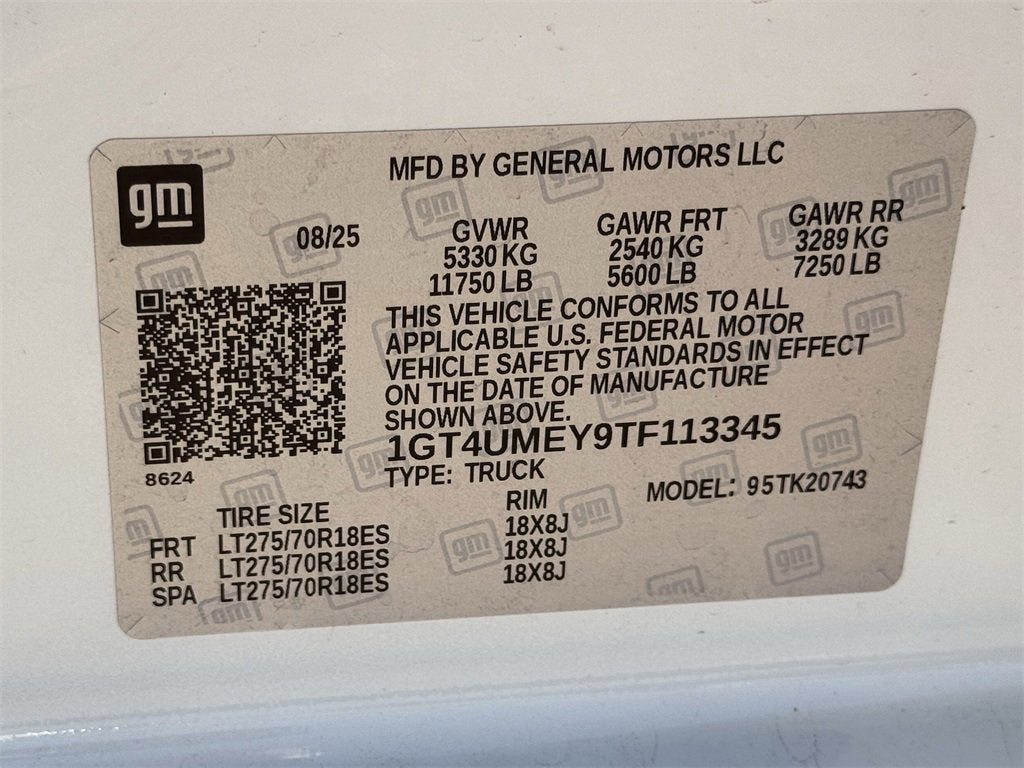 gm
MFD BY GENERAL MOTORS LLC
08/25
GVWR GAWR FRT GAWR RR
5330 KG 2540 KG 3289 KG
11750 LB 5600 LB 7250 LB
THIS VEHICLE CONFORMS TO ALL
APPLICABLE U.S. FEDERAL MOTOR
VEHICLE SAFETY STANDARDS IN EFFECT
ON THE DATE OF MANUFACTURE
SHOWN ABOVE.
1GT4UMEY9TF113345
8624
TYPE: TRUCK
MODEL: 95TK20743
TIRE SIZE RIM
FRT LT275/70R18ES 18X8J
RR LT275/70R18ES 18X8J
SPA LT275/70R18ES 18X8J